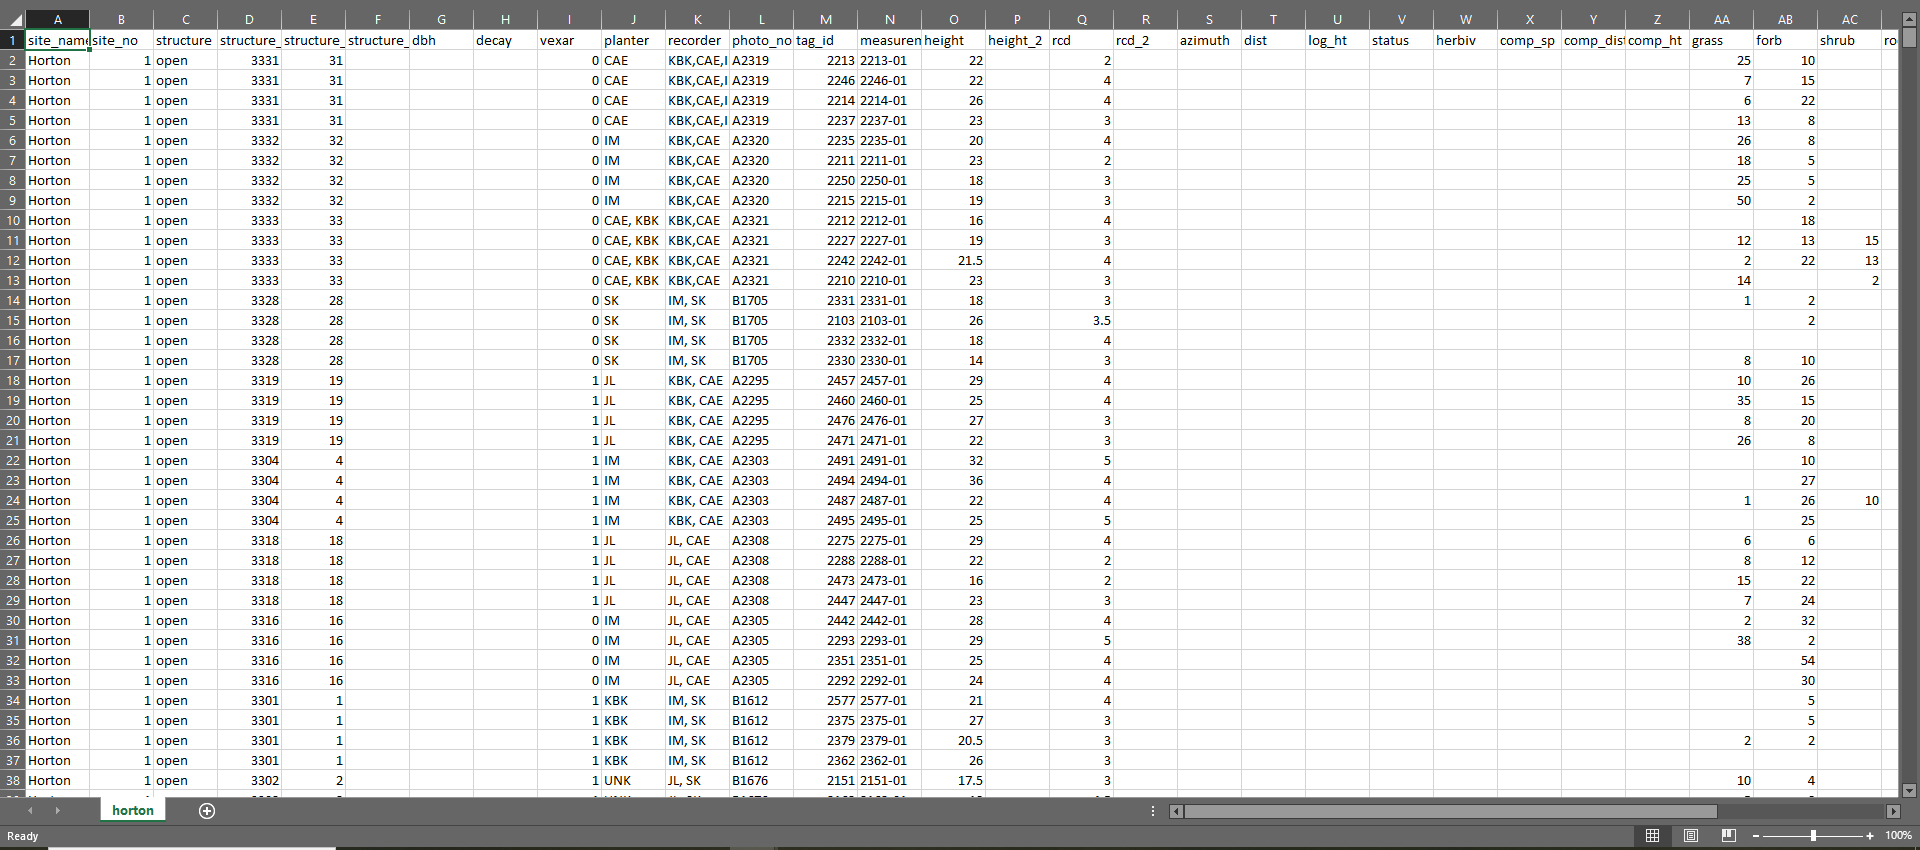 A B C D E F G H I J K L M N O P Q R S T U V W X Y Z AA AB AC
1 site_name site_no structure structure_ structure_ structure_ dbh decay vexar planter recorder photo_no tag_id measuren height height_2 rcd rcd_2 azimuth dist log_ht status herbiv comp_sp comp_dist comp_ht grass forb shrub ro
2 Horton 1 open 3331 31 0 CAE KBK,CAE,I A2319 2213 2213-01 22 2 25 10
3 Horton 1 open 3331 31 0 CAE KBK,CAE,I A2319 2246 2246-01 22 4 7 15
4 Horton 1 open 3331 31 0 CAE KBK,CAE,I A2319 2214 2214-01 26 4 6 22
5 Horton 1 open 3331 31 0 CAE KBK,CAE,I A2319 2237 2237-01 23 3 13 8
6 Horton 1 open 3332 32 0 IM KBK,CAE A2320 2235 2235-01 20 4 26 8
7 Horton 1 open 3332 32 0 IM KBK,CAE A2320 2211 2211-01 23 2 18 5
8 Horton 1 open 3332 32 0 IM KBK,CAE A2320 2250 2250-01 18 3 25 5
9 Horton 1 open 3332 32 0 IM KBK,CAE A2320 2215 2215-01 19 3 50 2
10 Horton 1 open 3333 33 0 CAE, KBK KBK,CAE A2321 2212 2212-01 16 4 18
11 Horton 1 open 3333 33 0 CAE, KBK KBK,CAE A2321 2227 2227-01 19 3 12 13 15
12 Horton 1 open 3333 33 0 CAE, KBK KBK,CAE A2321 2242 2242-01 21.5 4 2 22 13
13 Horton 1 open 3333 33 0 CAE, KBK KBK,CAE A2321 2210 2210-01 23 3 14 2
14 Horton 1 open 3328 28 0 SK IM, SK B1705 2331 2331-01 18 3 1 2
15 Horton 1 open 3328 28 0 SK IM, SK B1705 2103 2103-01 26 3.5 2
16 Horton 1 open 3328 28 0 SK IM, SK B1705 2332 2332-01 18 4
17 Horton 1 open 3328 28 0 SK IM, SK B1705 2330 2330-01 14 3 8 10
18 Horton 1 open 3319 19 1 JL KBK, CAE A2295 2457 2457-01 29 4 10 26
19 Horton 1 open 3319 19 1 JL KBK, CAE A2295 2460 2460-01 25 4 35 15
20 Horton 1 open 3319 19 1 JL KBK, CAE A2295 2476 2476-01 27 3 8 20
21 Horton 1 open 3319 19 1 JL KBK, CAE A2295 2471 2471-01 22 3 26 8
22 Horton 1 open 3304 4 1 IM KBK, CAE A2303 2491 2491-01 32 5 10
23 Horton 1 open 3304 4 1 IM KBK, CAE A2303 2494 2494-01 36 4 27
24 Horton 1 open 3304 4 1 IM KBK, CAE A2303 2487 2487-01 22 4 1 26 10
25 Horton 1 open 3304 4 1 IM KBK, CAE A2303 2495 2495-01 25 5 25
26 Horton 1 open 3318 18 1 JL JL, CAE A2308 2275 2275-01 29 4 6 6
27 Horton 1 open 3318 18 1 JL JL, CAE A2308 2288 2288-01 22 2 8 12
28 Horton 1 open 3318 18 1 JL JL, CAE A2308 2473 2473-01 16 2 15 22
29 Horton 1 open 3318 18 1 JL JL, CAE A2308 2447 2447-01 23 3 7 24
30 Horton 1 open 3316 16 0 IM JL, CAE A2305 2442 2442-01 28 4 2 32
31 Horton 1 open 3316 16 0 IM JL, CAE A2305 2293 2293-01 29 5 38 2
32 Horton 1 open 3316 16 0 IM JL, CAE A2305 2351 2351-01 25 4 54
33 Horton 1 open 3316 16 0 IM JL, CAE A2305 2292 2292-01 24 4 30
34 Horton 1 open 3301 1 1 KBK IM, SK B1612 2577 2577-01 21 4 5
35 Horton 1 open 3301 1 1 KBK IM, SK B1612 2375 2375-01 27 3 5
36 Horton 1 open 3301 1 1 KBK IM, SK B1612 2379 2379-01 20.5 3 2 2
37 Horton 1 open 3301 1 1 KBK IM, SK B1612 2362 2362-01 26 3
38 Horton 1 open 3302 2 1 UNK JL, SK B1676 2151 2151-01 17.5 3 10 4
horton
Ready 100%